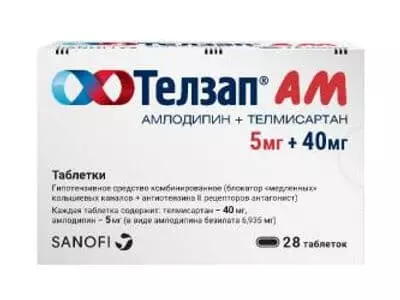 Телзап® АМ
АМЛОДИПИН + ТЕЛМИСАРТАН
5мг + 40мг
Таблетки
Гипотензивное средство комбинированное (блокатор «медленных»
кальциевых каналов + ангиотензина II рецепторов антагонист)
Каждая таблетка содержит: телмисартан – 40 мг,
амлодипин – 5 мг (в виде амлодипина безилата 6,935 мг)
SANOFI
28 таблеток